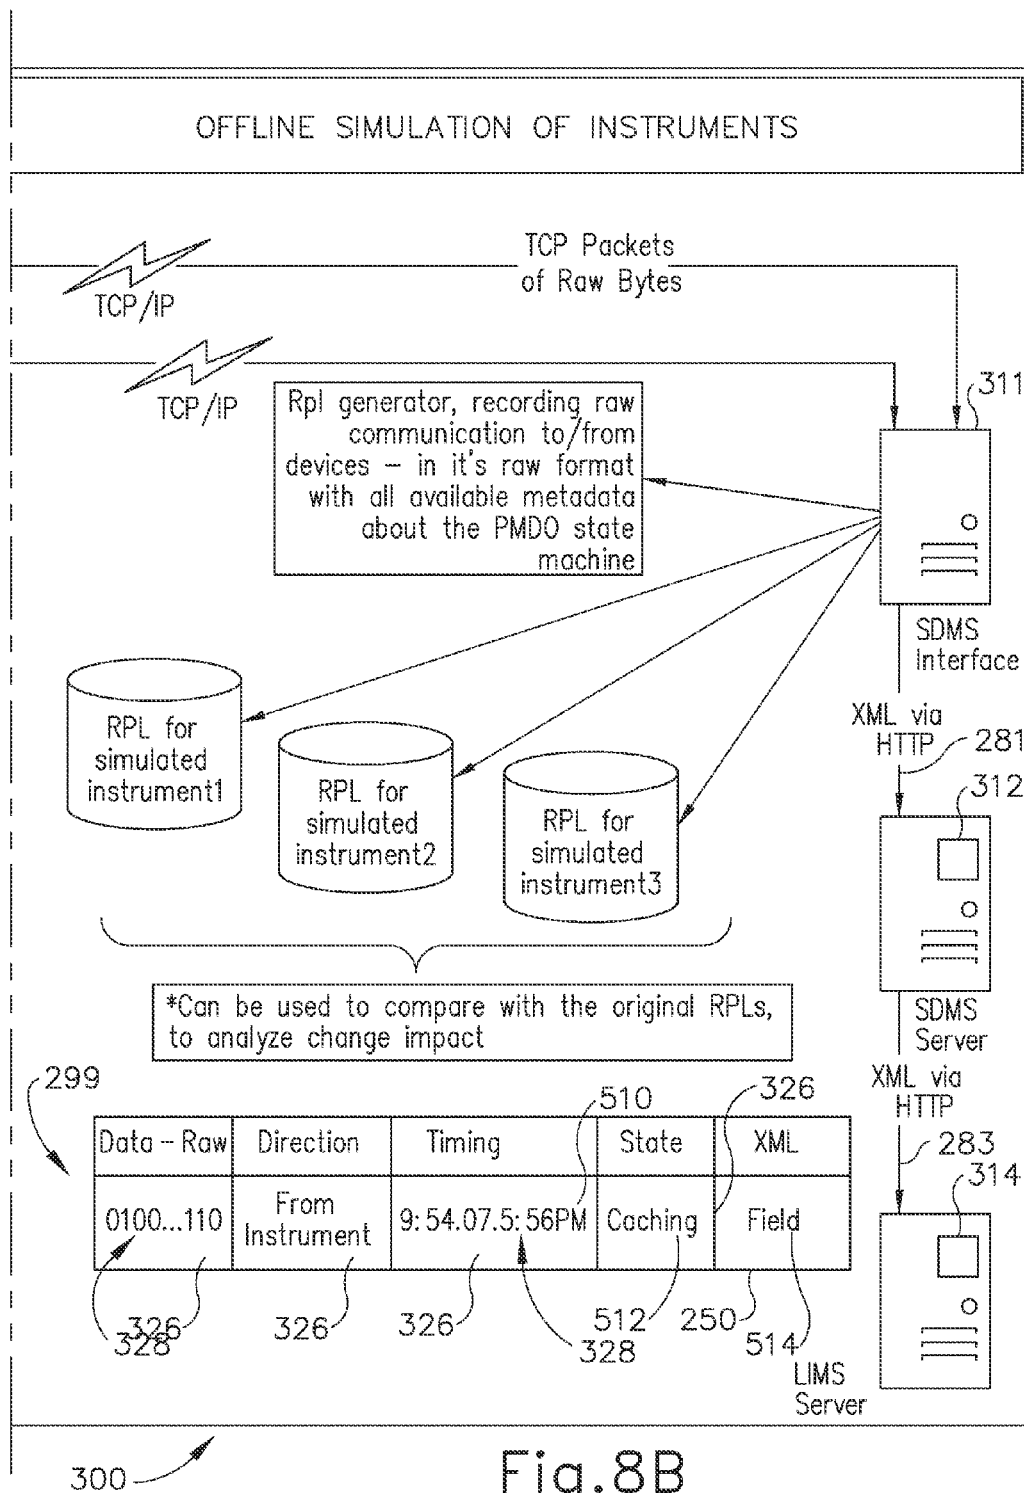 OFFLINE SIMULATION OF INSTRUMENTS
TCP Packets
of Raw Bytes
TCP/IP
TCP/IP
311
Rpl generator, recording raw
communication to/from
devices – in it's raw format
with all available metadata
about the PMDO state
machine
SDMS
Interface
XML via
HTTP
281
312
RPL for
simulated
instrument1
RPL for
simulated
instrument2
RPL for
simulated
instrument3
*Can be used to compare with the original RPLs,
to analyze change impact
SDMS
Server
XML via
HTTP
283
314
299
510
326
Data – Raw Direction Timing State XML
0100...110 From
Instrument 9: 54.07.5: 56PM Caching Field
328
326
326
326
328
512
250
514
LIMS
Server
300
Fig.8B